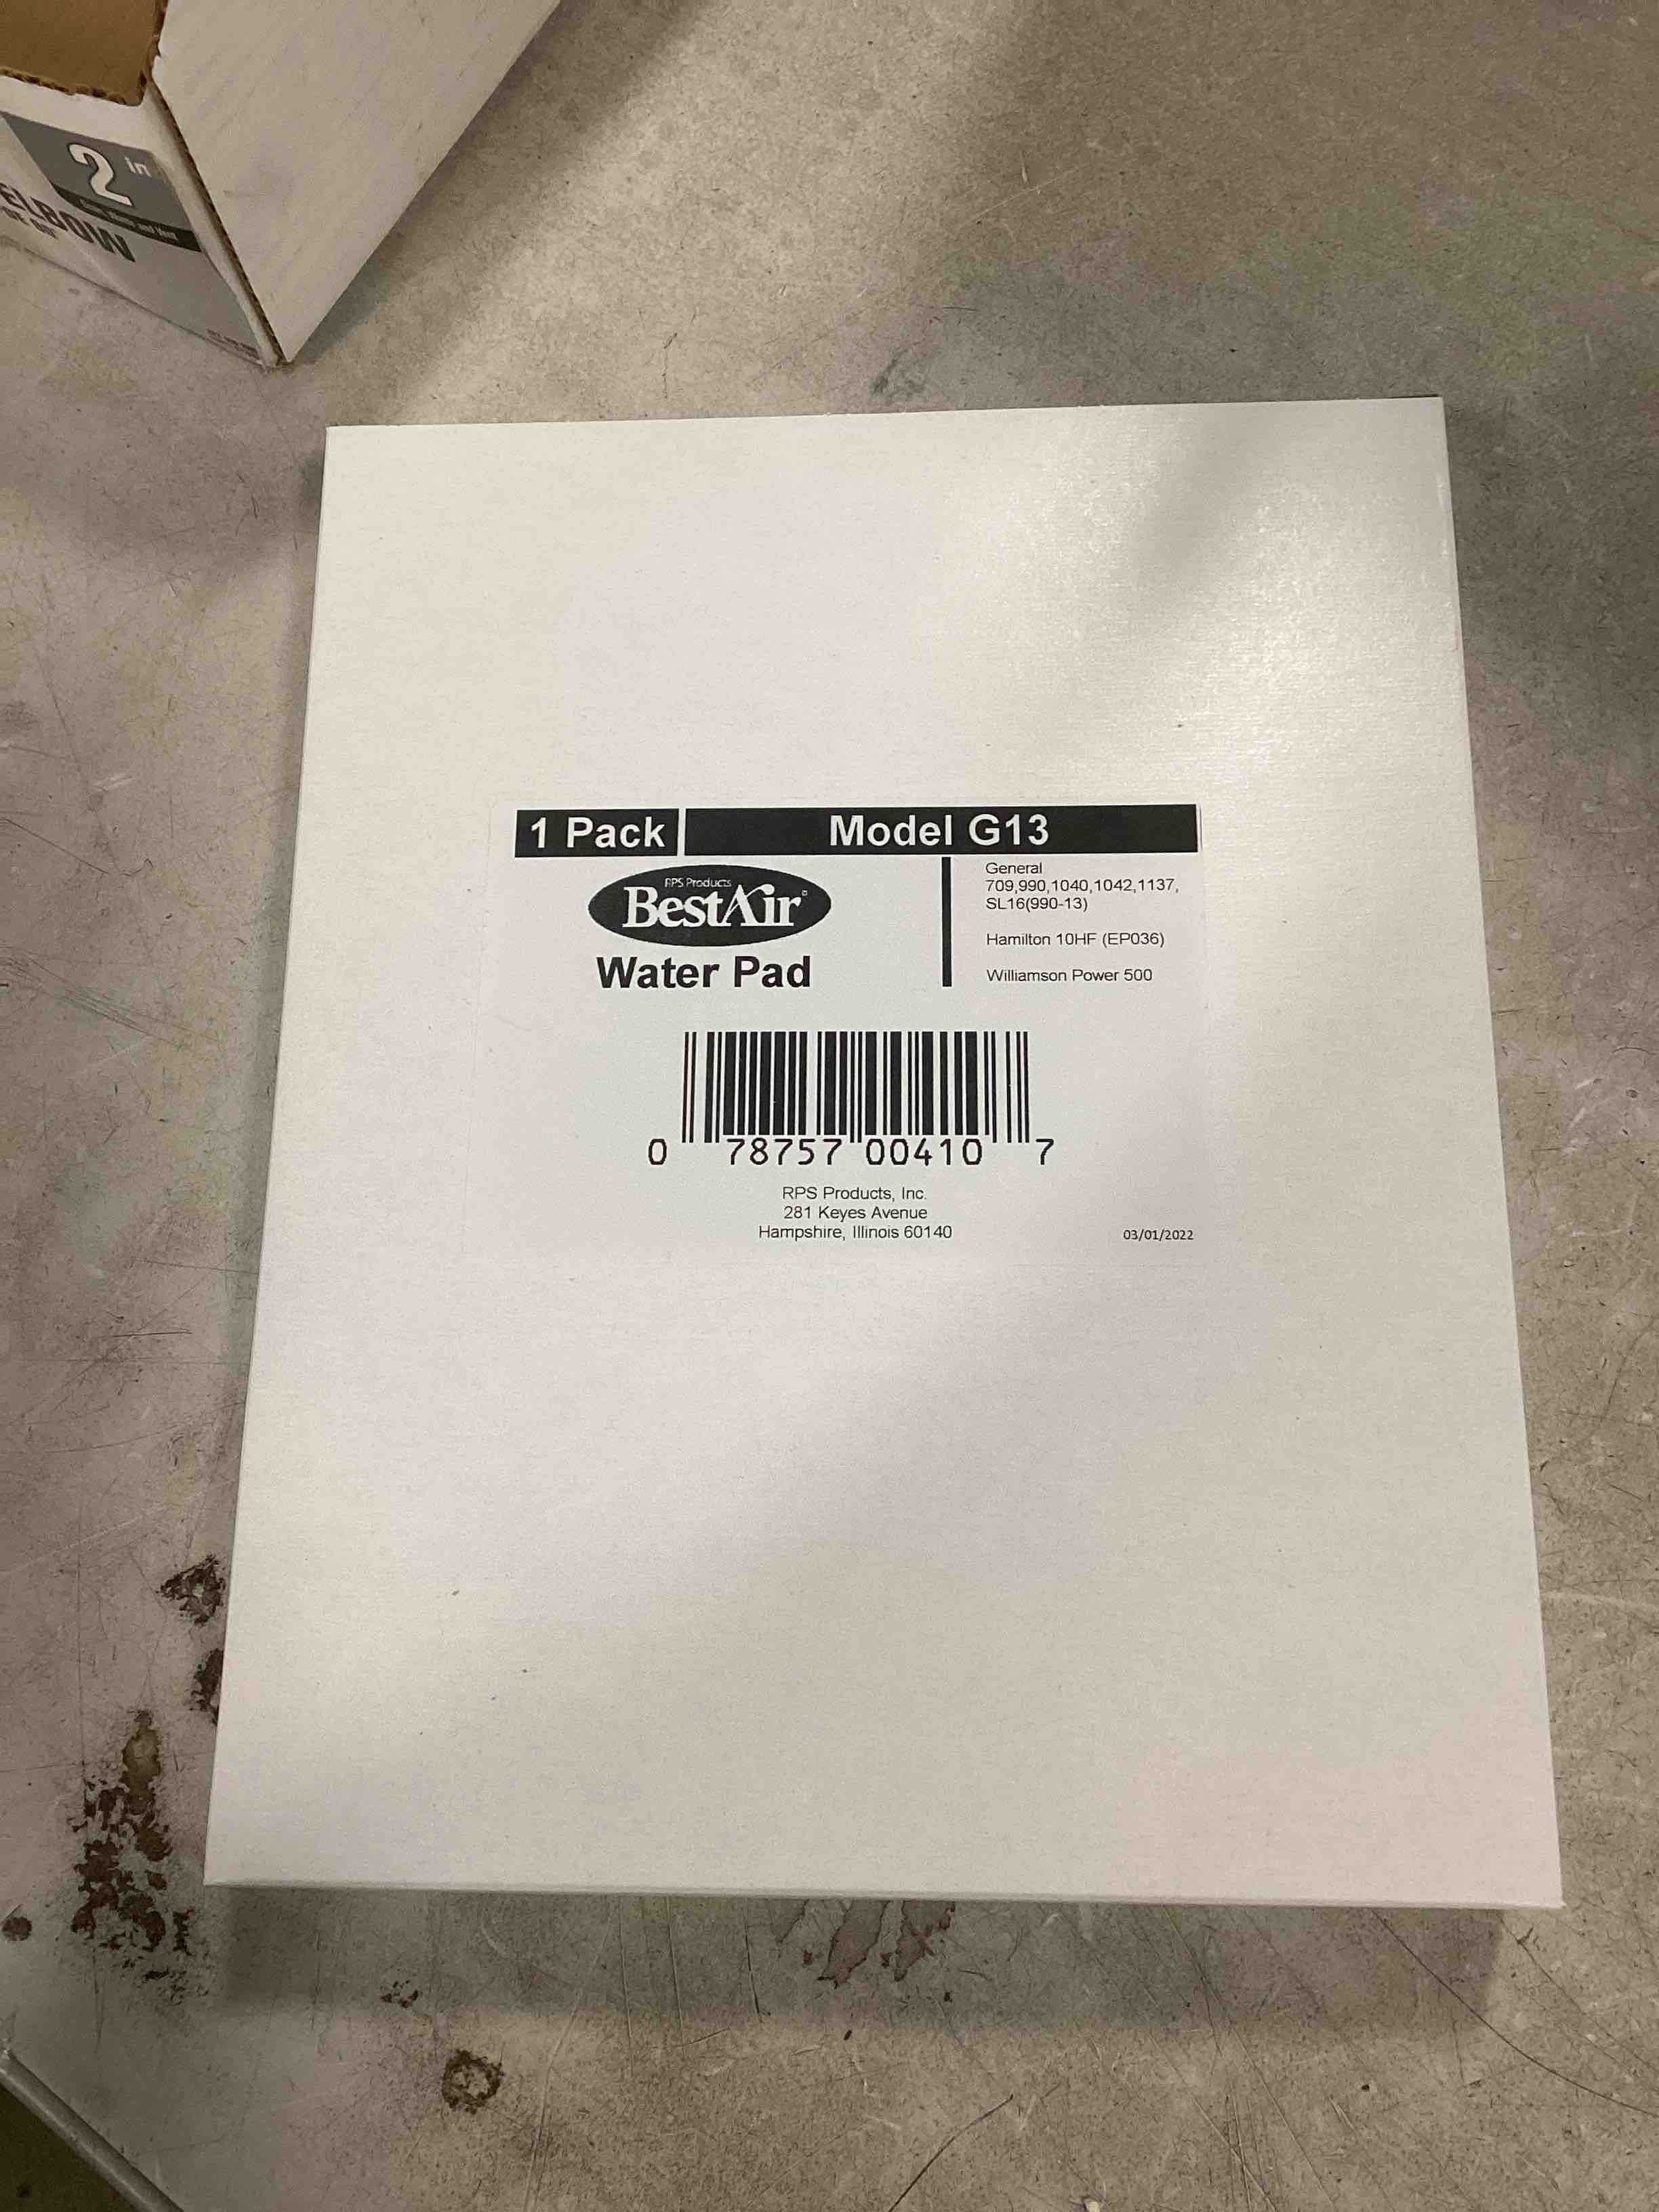 2 in
ELBOW
1 Pack
Model G13
RPS Products
BestAir®
Water Pad
General
709,990,1040,1042,1137,
SL16(990-13)
Hamilton 10HF (EP036)
Williamson Power 500
0 78757 00410 7
RPS Products, Inc.
281 Keyes Avenue
Hampshire, Illinois 60140
03/01/2022